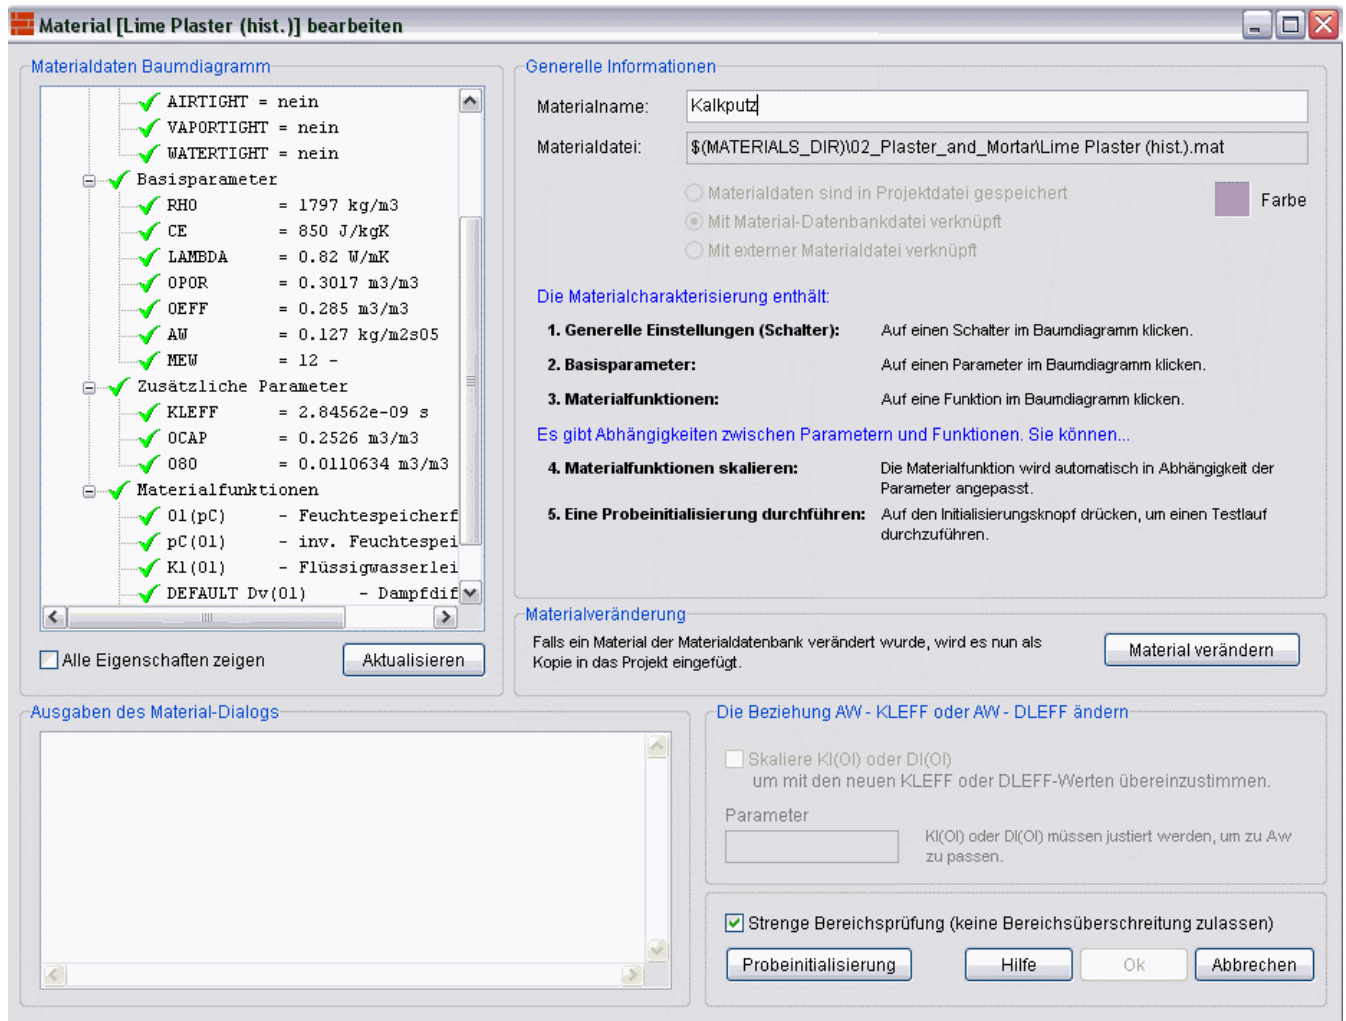 Material [Lime Plaster (hist.)] bearbeiten
Materialdaten Baumdiagramm
AIRTIGHT = nein
VAPORTIGHT = nein
WATERTIGHT = nein
Basisparameter
RHO = 1797 kg/m3
CE = 850 J/kgK
LAMBDA = 0.82 W/mK
OPOR = 0.3017 m3/m3
OEFF = 0.285 m3/m3
AW = 0.127 kg/m2s05
MEW = 12 -
Zusätzliche Parameter
KLEFF = 2.84562e-09 s
OCAP = 0.2526 m3/m3
O80 = 0.0110634 m3/m3
Materialfunktionen
Ol(pC) - Feuchtespeicherf
pC(Ol) - inv. Feuchtespei
Kl(Ol) - Flüssigwasserlei
DEFAULT Dv(Ol) - Dampfdif
Alle Eigenschaften zeigen
Aktualisieren
Generelle Informationen
Materialname: Kalkputz
Materialdatei: $(MATERIALS_DIR)\02_Plaster_and_Mortar\Lime Plaster (hist.).mat
Materialdaten sind in Projektdatei gespeichert
Mit Material-Datenbankdatei verknüpft
Mit externer Materialdatei verknüpft
Farbe
Die Materialcharakterisierung enthält:
1. Generelle Einstellungen (Schalter): Auf einen Schalter im Baumdiagramm klicken.
2. Basisparameter: Auf einen Parameter im Baumdiagramm klicken.
3. Materialfunktionen: Auf eine Funktion im Baumdiagramm klicken.
Es gibt Abhängigkeiten zwischen Parametern und Funktionen. Sie können...
4. Materialfunktionen skalieren: Die Materialfunktion wird automatisch in Abhängigkeit der
Parameter angepasst.
5. Eine Probeinitialisierung durchführen: Auf den Initialisierungsknopf drücken, um einen Testlauf
durchzuführen.
Materialveränderung
Falls ein Material der Materialdatenbank verändert wurde, wird es nun als
Kopie in das Projekt eingefügt.
Material verändern
Ausgaben des Material-Dialogs
Die Beziehung AW - KLEFF oder AW - DLEFF ändern
Skaliere Kl(Ol) oder Dl(Ol)
um mit den neuen KLEFF oder DLEFF-Werten übereinzustimmen.
Parameter
Kl(Ol) oder Dl(Ol) müssen justiert werden, um zu Aw
zu passen.
Strenge Bereichsprüfung (keine Bereichsüberschreitung zulassen)
Probeinitialisierung
Hilfe
Ok
Abbrechen